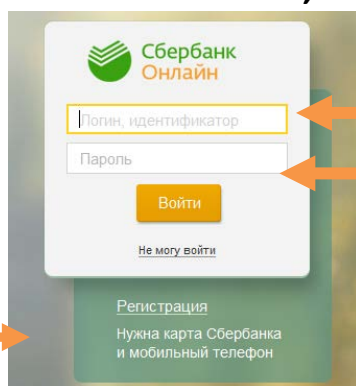 Сбербанк
Онлайн
Логин, идентификатор
Пароль
Войти
Не могу войти
Регистрация
Нужна карта Сбербанка
и мобильный телефон